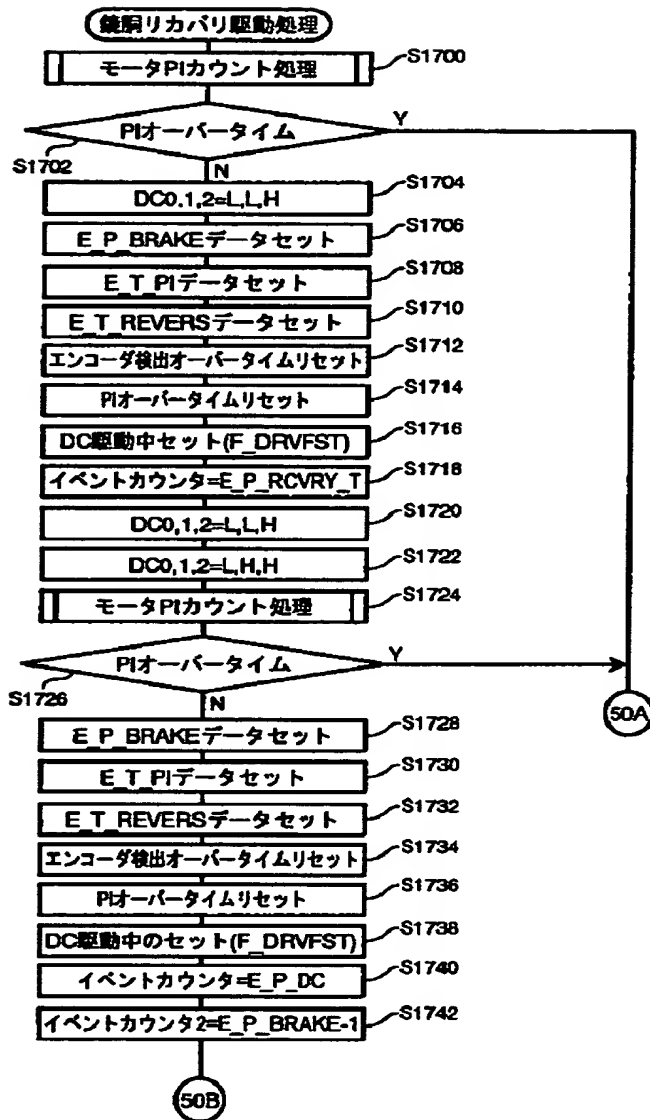 鏡胴リカバリ駆動処理
モータPIカウント処理
S1700
PIオーバータイム
Y
S1702
N
DC0,1,2=L,L,H
S1704
E_P_BRAKEデータセット
S1706
E_T_PIデータセット
S1708
E_T_REVERSデータセット
S1710
エンコーダ検出オーバータイムリセット
S1712
PIオーバータイムリセット
S1714
DC駆動中セット(F_DRVFST)
S1716
イベントカウンタ=E_P_RCVRY_T
S1718
DC0,1,2=L,L,H
S1720
DC0,1,2=L,H,H
S1722
モータPIカウント処理
S1724
PIオーバータイム
Y
S1726
N
50A
E_P_BRAKEデータセット
S1728
E_T_PIデータセット
S1730
E_T_REVERSデータセット
S1732
エンコーダ検出オーバータイムリセット
S1734
PIオーバータイムリセット
S1736
DC駆動中のセット(F_DRVFST)
S1738
イベントカウンタ=E_P_DC
S1740
イベントカウンタ2=E_P_BRAKE-1
S1742
50B